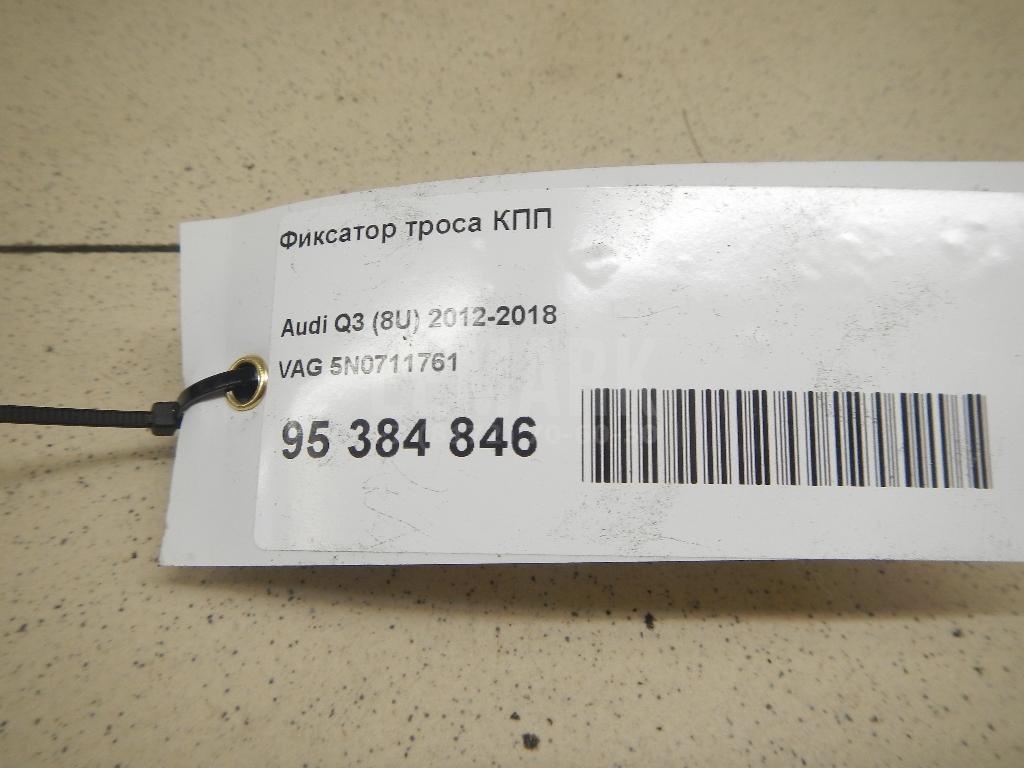 Фиксатор троса КПП
Audi Q3 (8U) 2012-2018
VAG 5N0711761
95 384 846